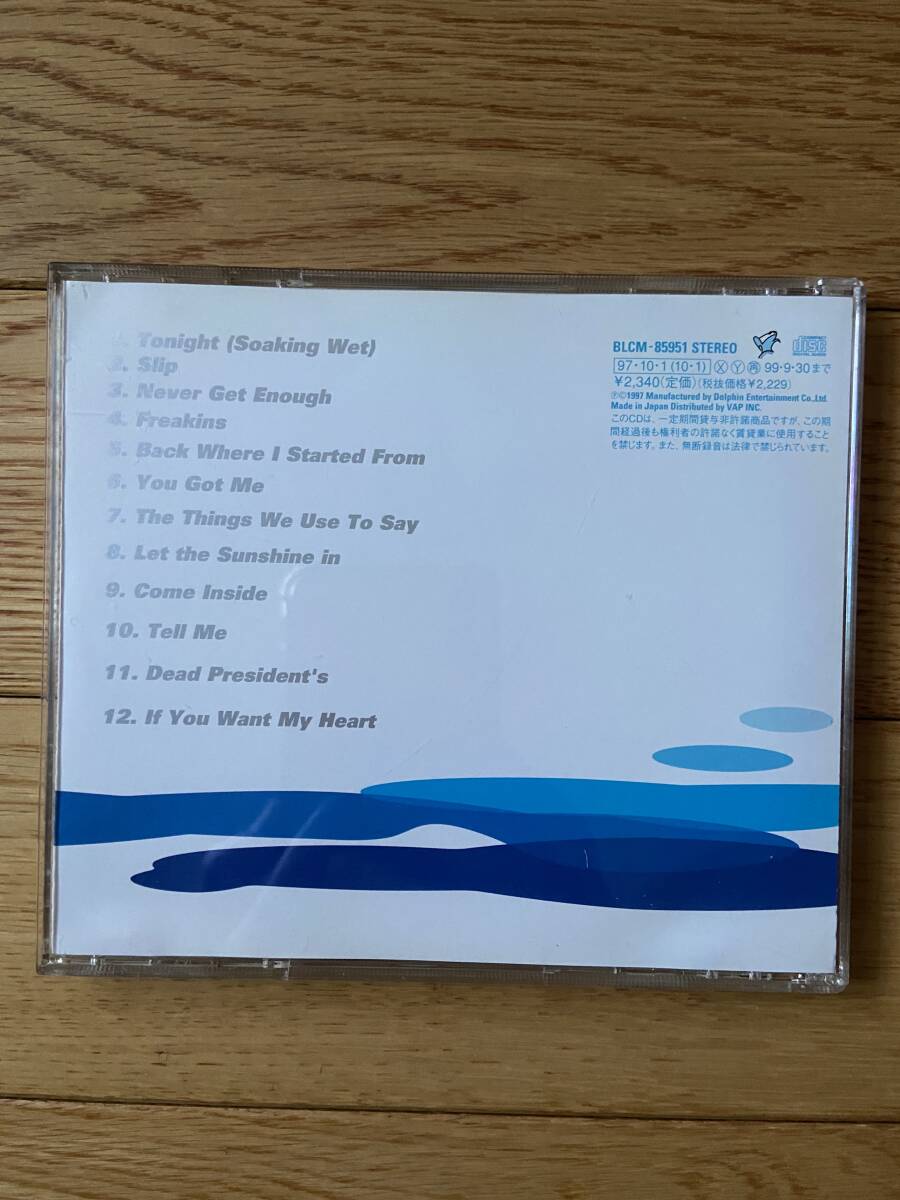 1. Tonight (Soaking Wet)
2. Slip
3. Never Get Enough
4. Freakins
5. Back Where I Started From
6. You Got Me
7. The Things We Use To Say
8. Let the Sunshine in
9. Come Inside
10. Tell Me
11. Dead President's
12. If You Want My Heart
BLCM-85951 STEREO
COMPACT
disc
DIGITAL AUDIO
97・10・1 (10・1) Ⓧ Ⓨ ㊢ 99・9・30まで
¥2,340(定価)(税抜価格¥2,229)
Ⓟ©1997 Manufactured by Dolphin Entertainment Co.,Ltd.
Made in Japan Distributed by VAP INC.
このCDは、一定期間貸与非許諾商品ですが、この期
間経過後も権利者の許諾なく賃貸業に使用すること
を禁じます。また、無断録音は法律で禁じられています。